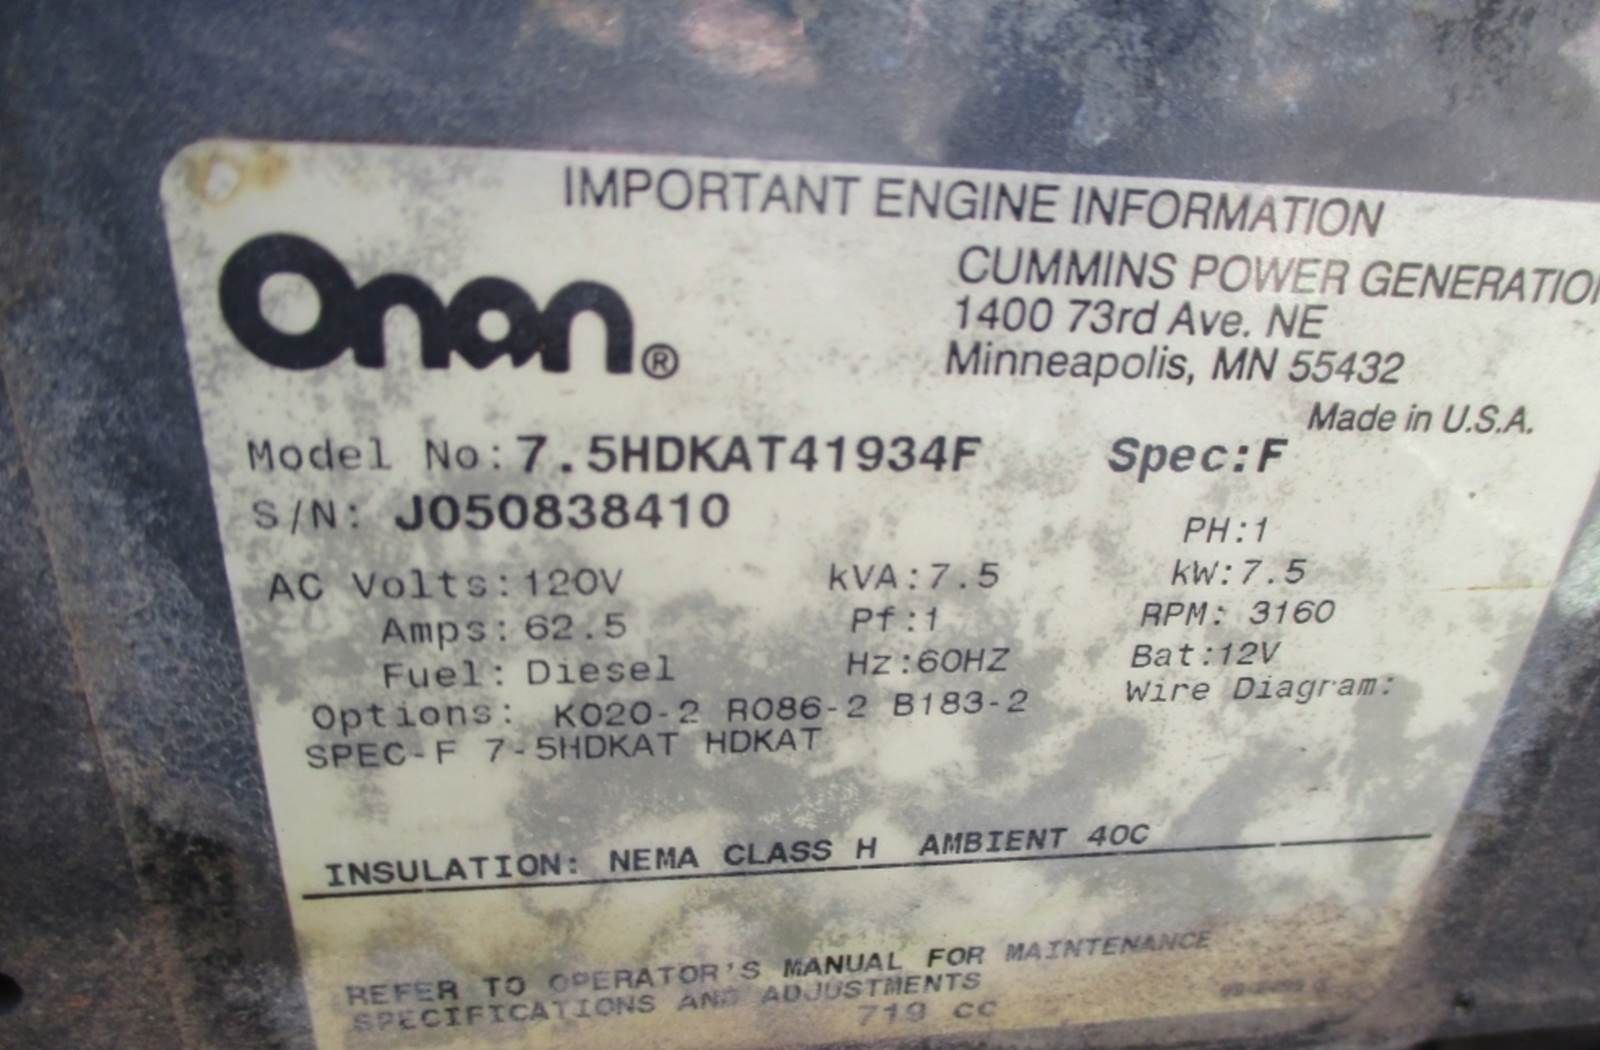 IMPORTANT ENGINE INFORMATION
Onan®
CUMMINS POWER GENERATION
1400 73rd Ave. NE
Minneapolis, MN 55432
Made in U.S.A.
Model No: 7.5HDKAT41934F Spec:F
S/N: J050838410
PH:1
AC Volts: 120V kVA:7.5 kW:7.5
Amps: 62.5 Pf:1 RPM: 3160
Fuel: Diesel Hz:60HZ Bat:12V
Options: K020-2 R086-2 B183-2 Wire Diagram:
SPEC-F 7-5HDKAT HDKAT
INSULATION: NEMA CLASS H AMBIENT 40C
REFER TO OPERATOR'S MANUAL FOR MAINTENANCE
SPECIFICATIONS AND ADJUSTMENTS
719 cc